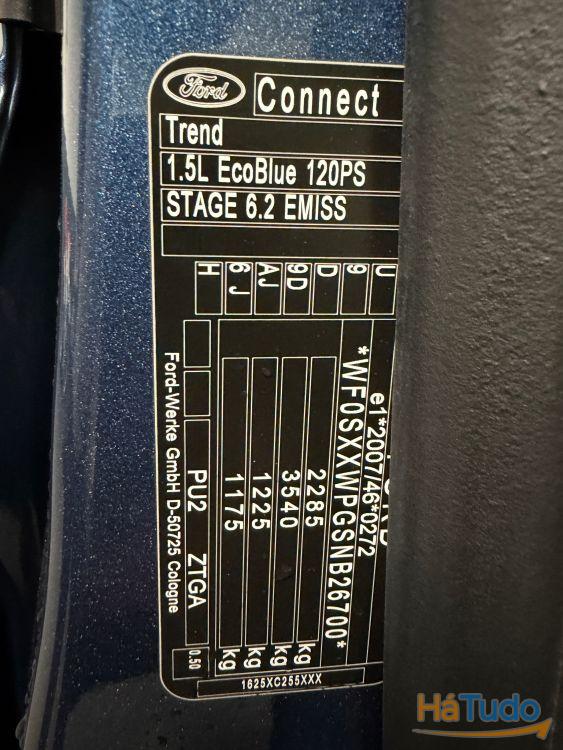 Ford
Connect
Trend
1.5L EcoBlue 120PS
STAGE 6.2 EMISS
U
9
D
9D
AJ
6J
H
e1*2007/46*0272
*WF0SXXWPGSNB26700*
2285 kg
3540 kg
1225 kg
1175 kg
PU2 ZTGA 0.50
Ford-Werke GmbH D-50725 Cologne
1625XC255XXX
HáTudo